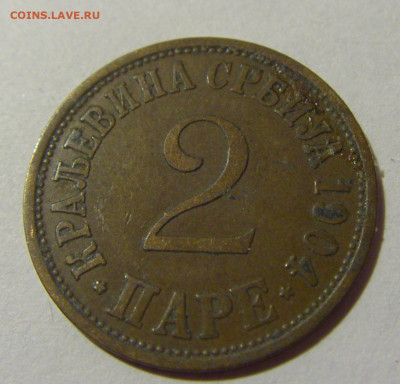 COINS.LAVE.RU
КРАЉЕВИНА СРБИЈА 1904
2
ПАРЕ